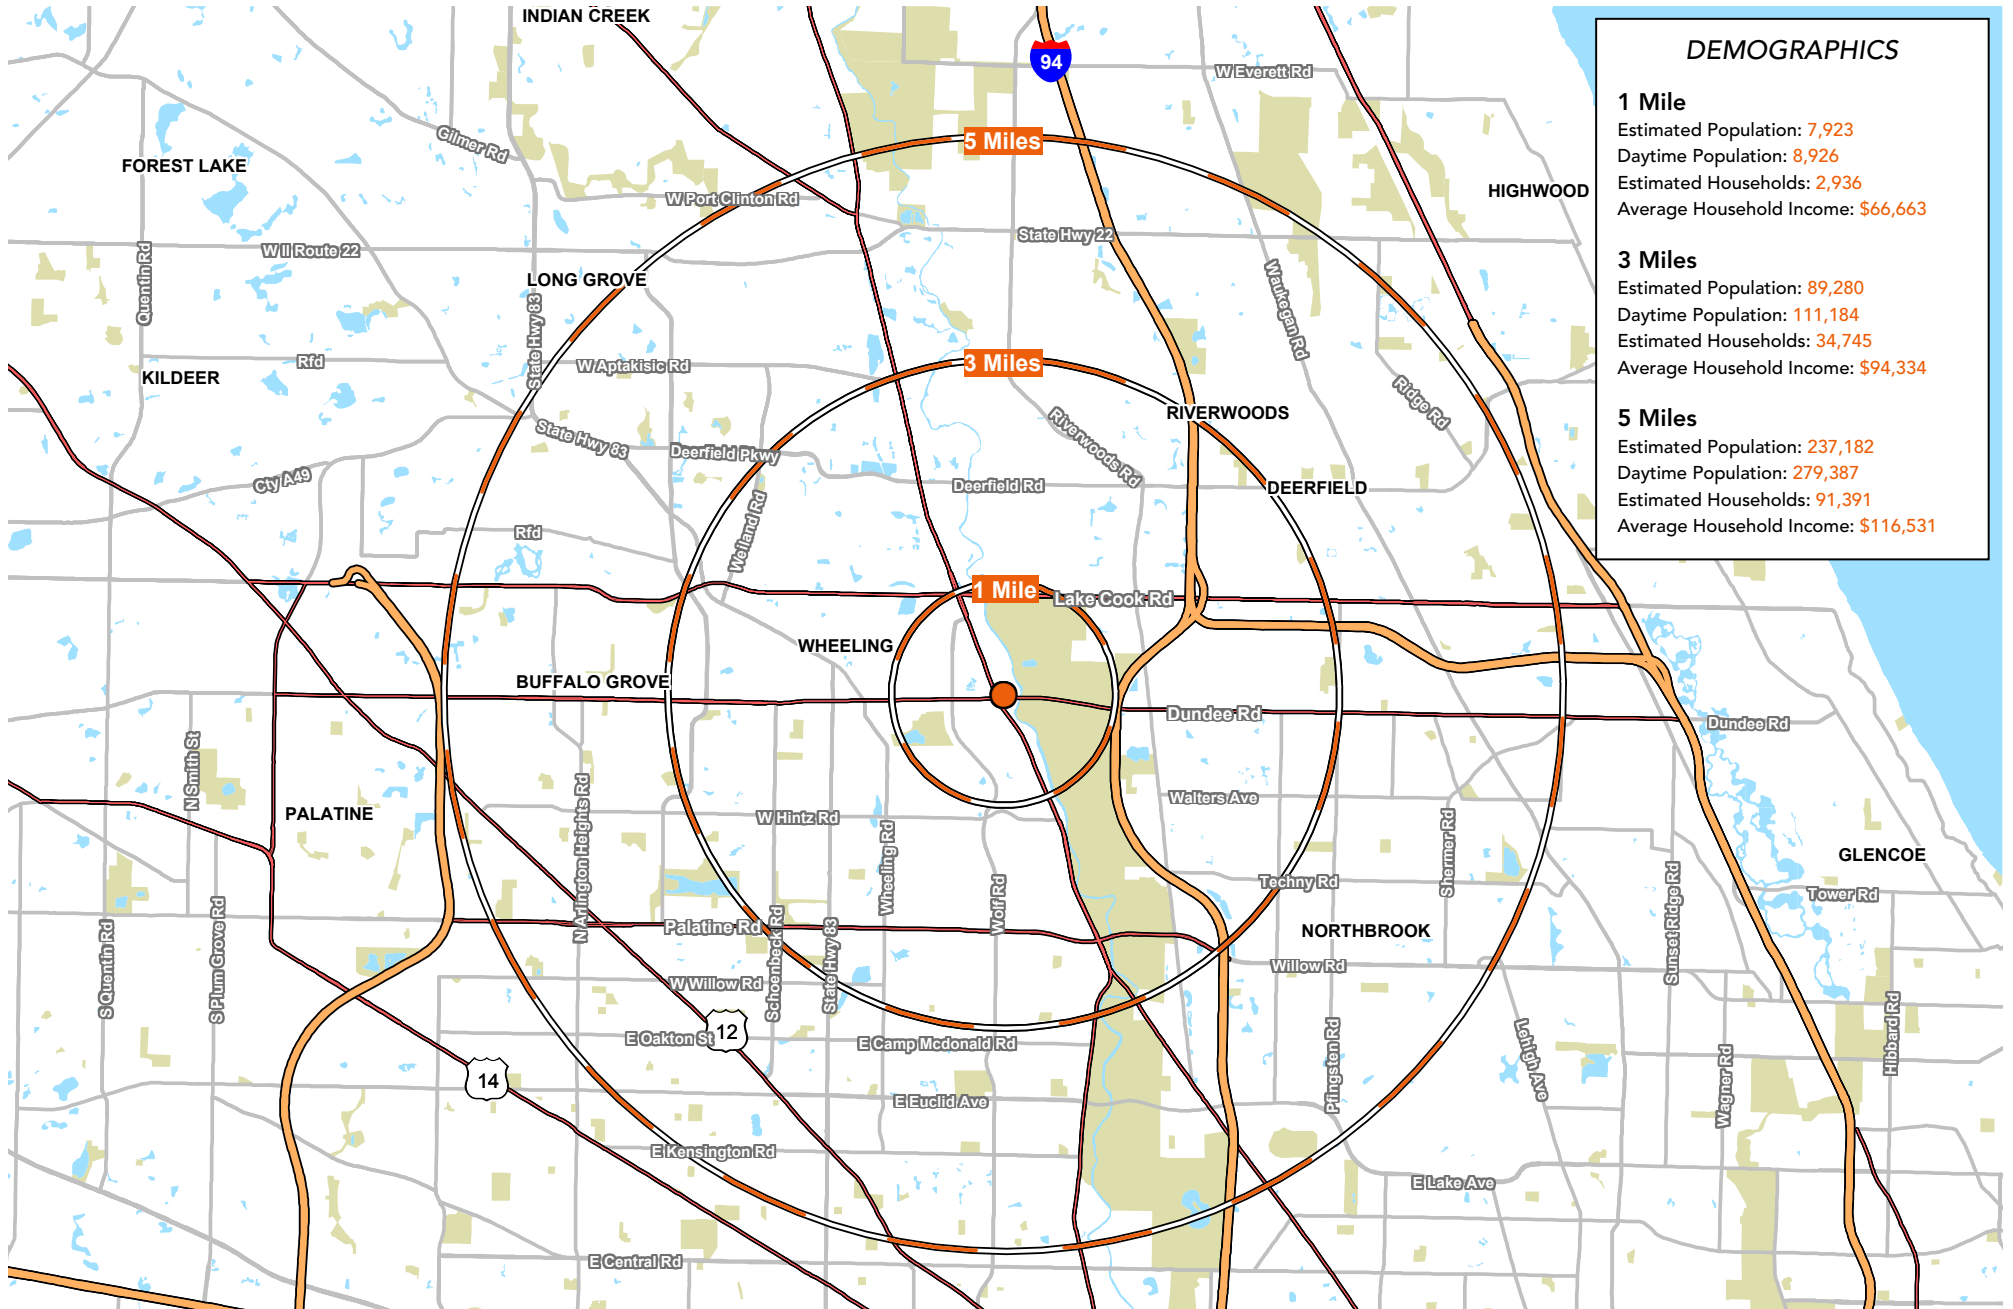 INDIAN CREEK
94
W Everett Rd
DEMOGRAPHICS
1 Mile
Estimated Population: 7,923
Daytime Population: 8,926
Estimated Households: 2,936
Average Household Income: $66,663
3 Miles
Estimated Population: 89,280
Daytime Population: 111,184
Estimated Households: 34,745
Average Household Income: $94,334
5 Miles
Estimated Population: 237,182
Daytime Population: 279,387
Estimated Households: 91,391
Average Household Income: $116,531
Gilmer Rd
5 Miles
FOREST LAKE
HIGHWOOD
W Port Clinton Rd
State Hwy 22
W Il Route 22
Quentin Rd
LONG GROVE
Waukegan Rd
State Hwy 83
Rfd
W Aptakisic Rd
3 Miles
KILDEER
Ridge Rd
RIVERWOODS
State Hwy 83
Deerfield Pkwy
Riverwoods Rd
Cty A49
Deerfield Rd
DEERFIELD
Weiland Rd
Rfd
1 Mile
Lake Cook Rd
WHEELING
BUFFALO GROVE
Dundee Rd
Dundee Rd
N Smith St
N Arlington Heights Rd
Walters Ave
PALATINE
W Hintz Rd
Wheeling Rd
Shermer Rd
GLENCOE
Techny Rd
Tower Rd
Wolf Rd
Sunset Ridge Rd
S Quentin Rd
S Plum Grove Rd
Palatine Rd
Schoenbeck Rd
State Hwy 83
NORTHBROOK
Willow Rd
W Willow Rd
E Oakton St
12
E Camp Mcdonald Rd
Hibbard Rd
14
Pfingsten Rd
Lehigh Ave
Wagner Rd
E Euclid Ave
E Kensington Rd
E Lake Ave
E Central Rd